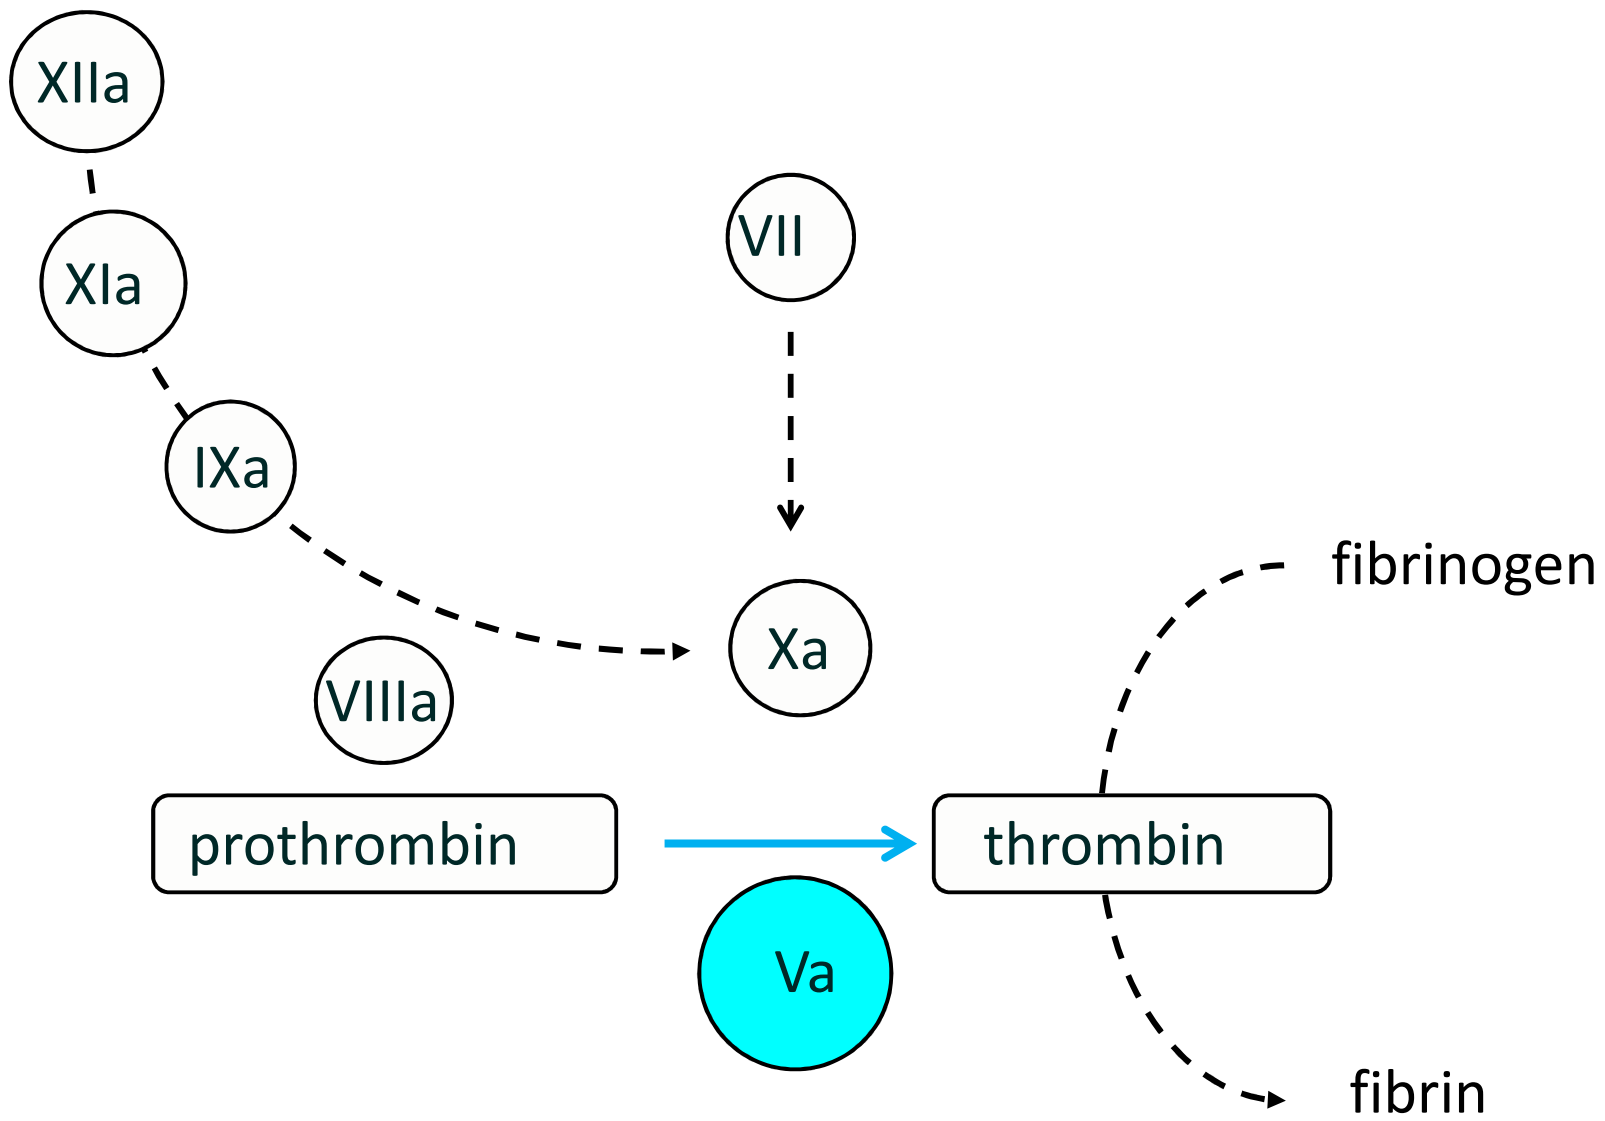 XIIa
XIa
VII
IXa
fibrinogen
Xa
VIIIa
prothrombin
thrombin
Va
fibrin